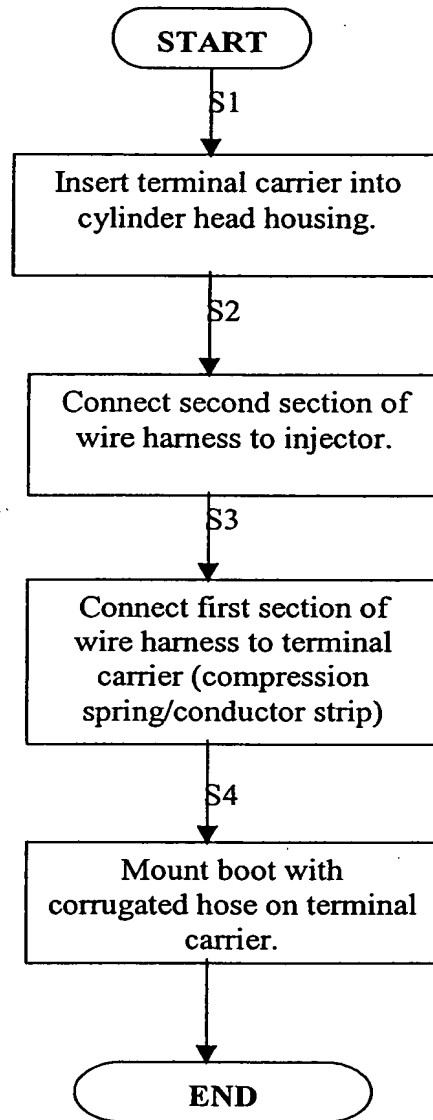 START
S1
Insert terminal carrier into
cylinder head housing.
S2
Connect second section of
wire harness to injector.
S3
Connect first section of
wire harness to terminal
carrier (compression
spring/conductor strip)
S4
Mount boot with
corrugated hose on terminal
carrier.
END